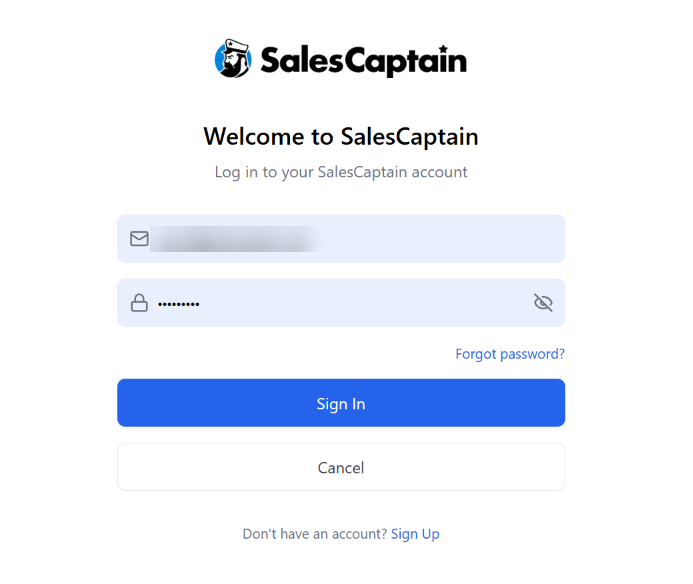 SalesCaptain
Welcome to SalesCaptain
Log in to your SalesCaptain account
•••••••••
Forgot password?
Sign In
Cancel
Don't have an account? Sign Up